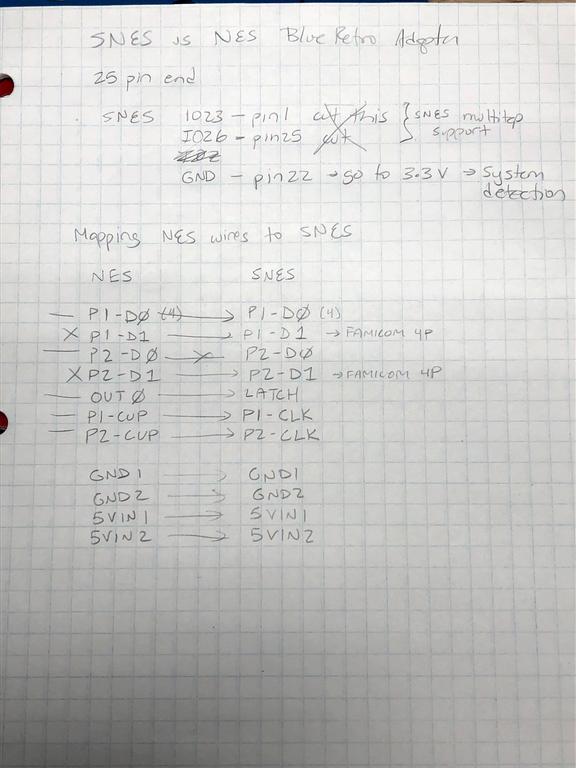 SNES vs NES Blue Retro Adapter
25 pin end
SNES IO23 - pin1 cut this } SNES multitap
IO26 - pin25 cut support
GND - pin22 → go to 3.3V → System
detection
Mapping NES wires to SNES
NES SNES
— P1-DØ (4) → P1-DØ (4)
X P1-D1 → P1-D1 → FAMICOM 4P
— P2-DØ —x— P2-DØ
X P2-D1 → P2-D1 → FAMICOM 4P
— OUT Ø → LATCH
— P1-CUP → P1-CLK
— P2-CUP → P2-CLK
GND1 → GND1
GND2 → GND2
5VIN1 → 5VIN1
5VIN2 → 5VIN2